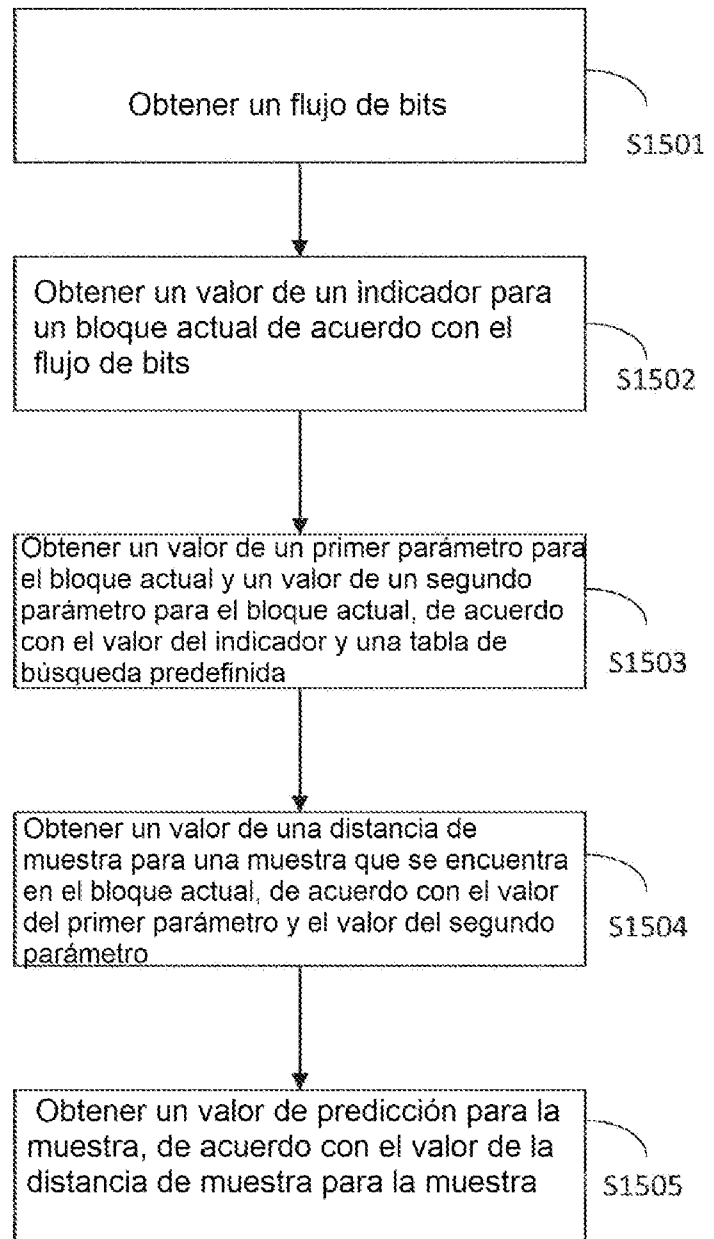 Obtener un flujo de bits
S1501
Obtener un valor de un indicador para
un bloque actual de acuerdo con el
flujo de bits
S1502
Obtener un valor de un primer parámetro para
el bloque actual y un valor de un segundo
parámetro para el bloque actual, de acuerdo
con el valor del indicador y una tabla de
búsqueda predefinida
S1503
Obtener un valor de una distancia de
muestra para una muestra que se encuentra
en el bloque actual, de acuerdo con el valor
del primer parámetro y el valor del segundo
parámetro
S1504
Obtener un valor de predicción para la
muestra, de acuerdo con el valor de la
distancia de muestra para la muestra
S1505